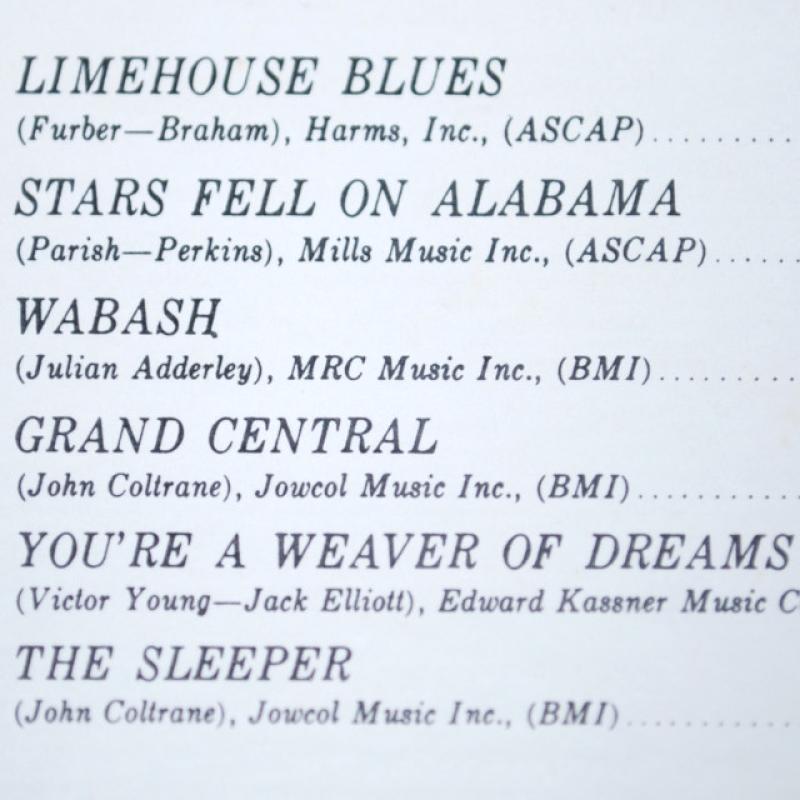 LIMEHOUSE BLUES
(Furber—Braham), Harms, Inc., (ASCAP).........
STARS FELL ON ALABAMA
(Parish—Perkins), Mills Music Inc., (ASCAP)......
WABASH
(Julian Adderley), MRC Music Inc., (BMI).........
GRAND CENTRAL
(John Coltrane), Jowcol Music Inc., (BMI)..........
YOU'RE A WEAVER OF DREAMS
(Victor Young—Jack Elliott), Edward Kassner Music C
THE SLEEPER
(John Coltrane), Jowcol Music Inc., (BMI)..........